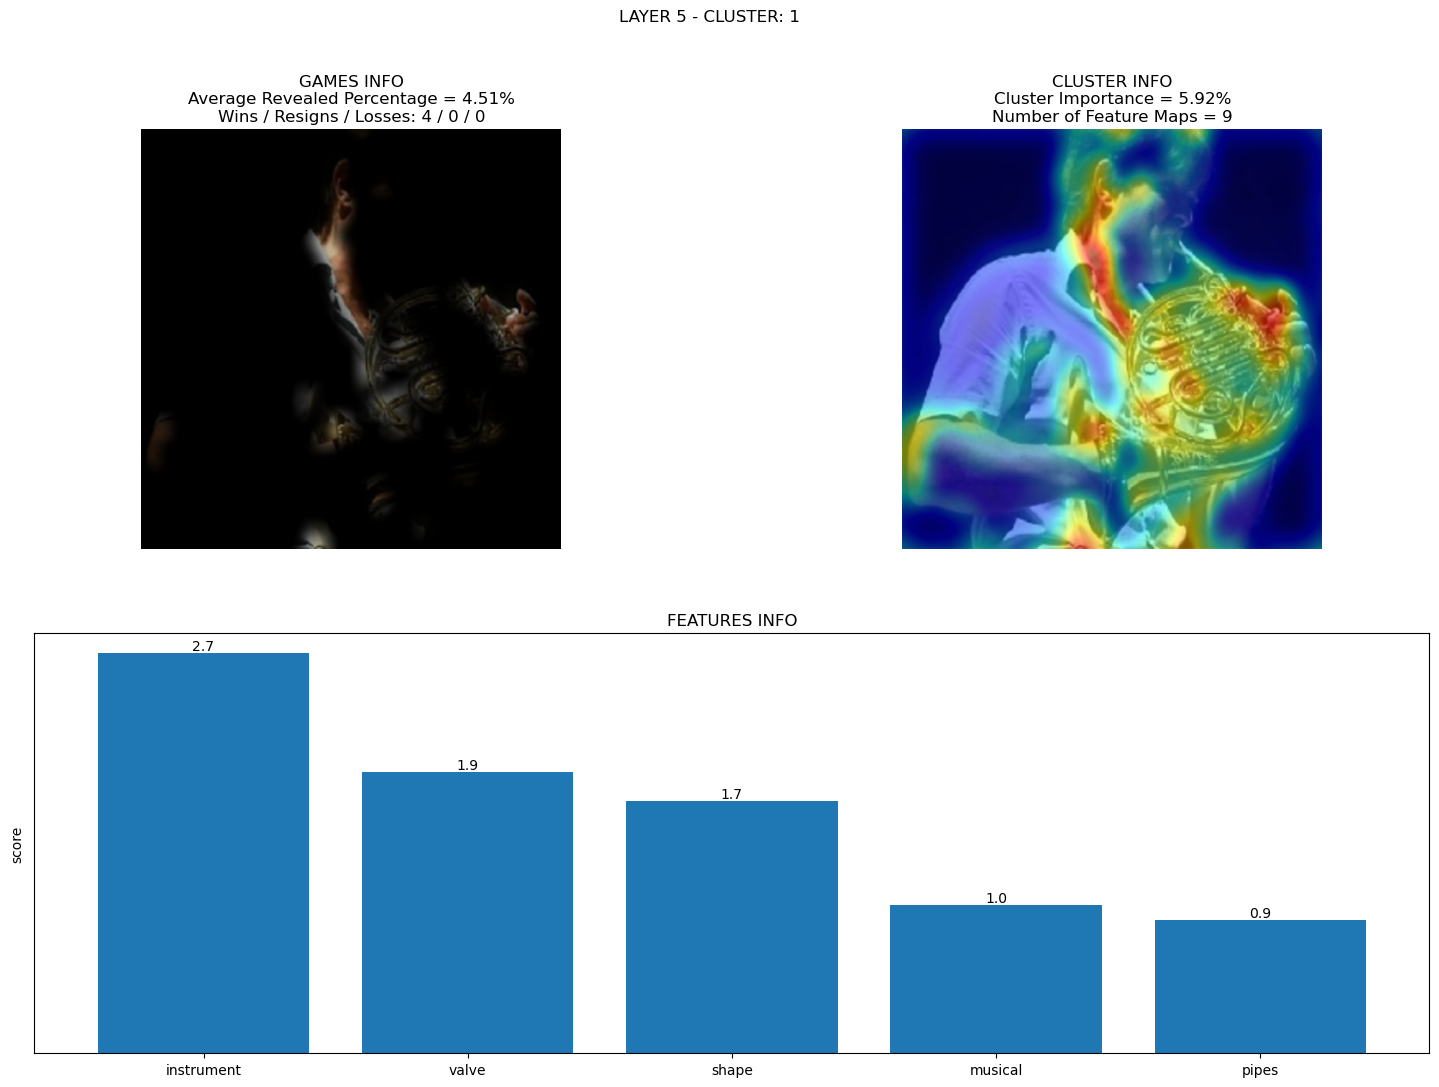 LAYER 5 - CLUSTER: 1
GAMES INFO
Average Revealed Percentage = 4.51%
Wins / Resigns / Losses: 4 / 0 / 0
CLUSTER INFO
Cluster Importance = 5.92%
Number of Feature Maps = 9
FEATURES INFO
score
2.7
1.9
1.7
1.0
0.9
instrument
valve
shape
musical
pipes